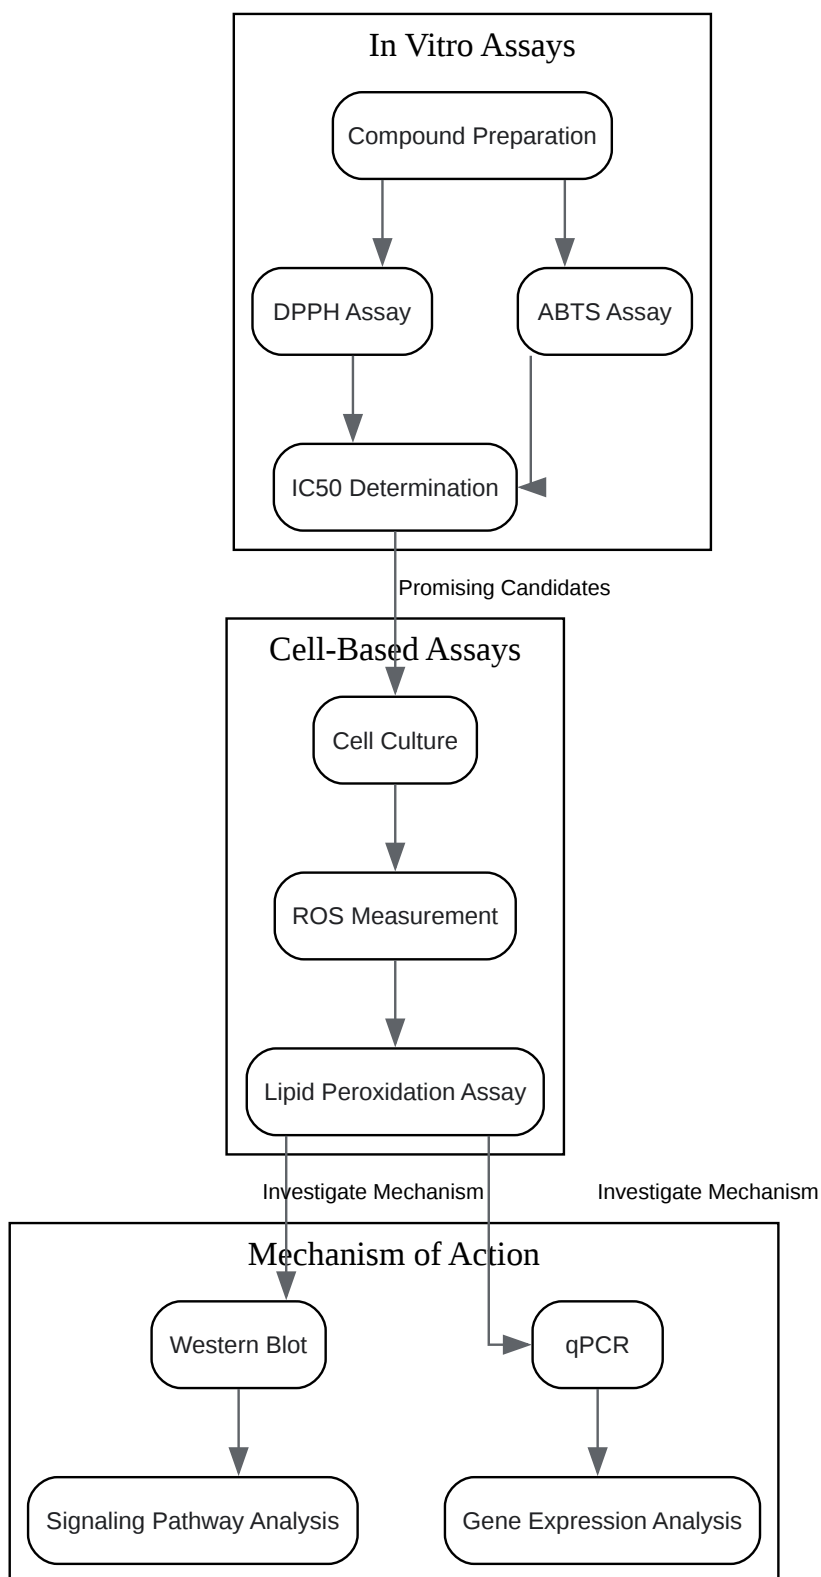 In Vitro Assays
Compound Preparation
DPPH Assay
ABTS Assay
IC50 Determination
Promising Candidates
Cell-Based Assays
Cell Culture
ROS Measurement
Lipid Peroxidation Assay
Investigate Mechanism
Investigate Mechanism
Mechanism of Action
Western Blot
qPCR
Signaling Pathway Analysis
Gene Expression Analysis